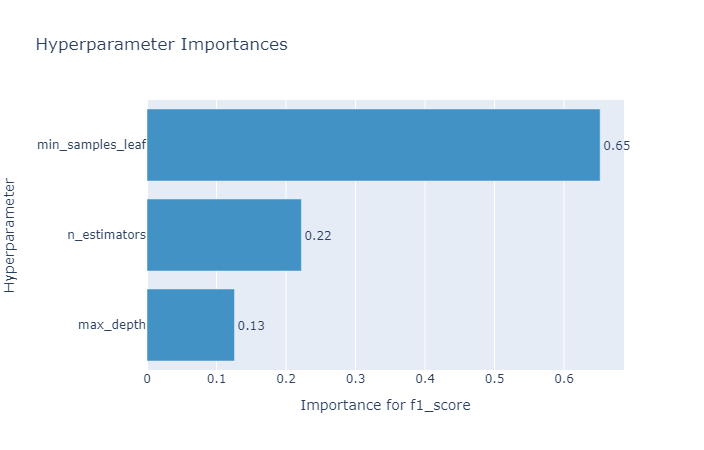 Hyperparameter Importances
Hyperparameter
min_samples_leaf
0.65
n_estimators
0.22
max_depth
0.13
0 0.1 0.2 0.3 0.4 0.5 0.6
Importance for f1_score